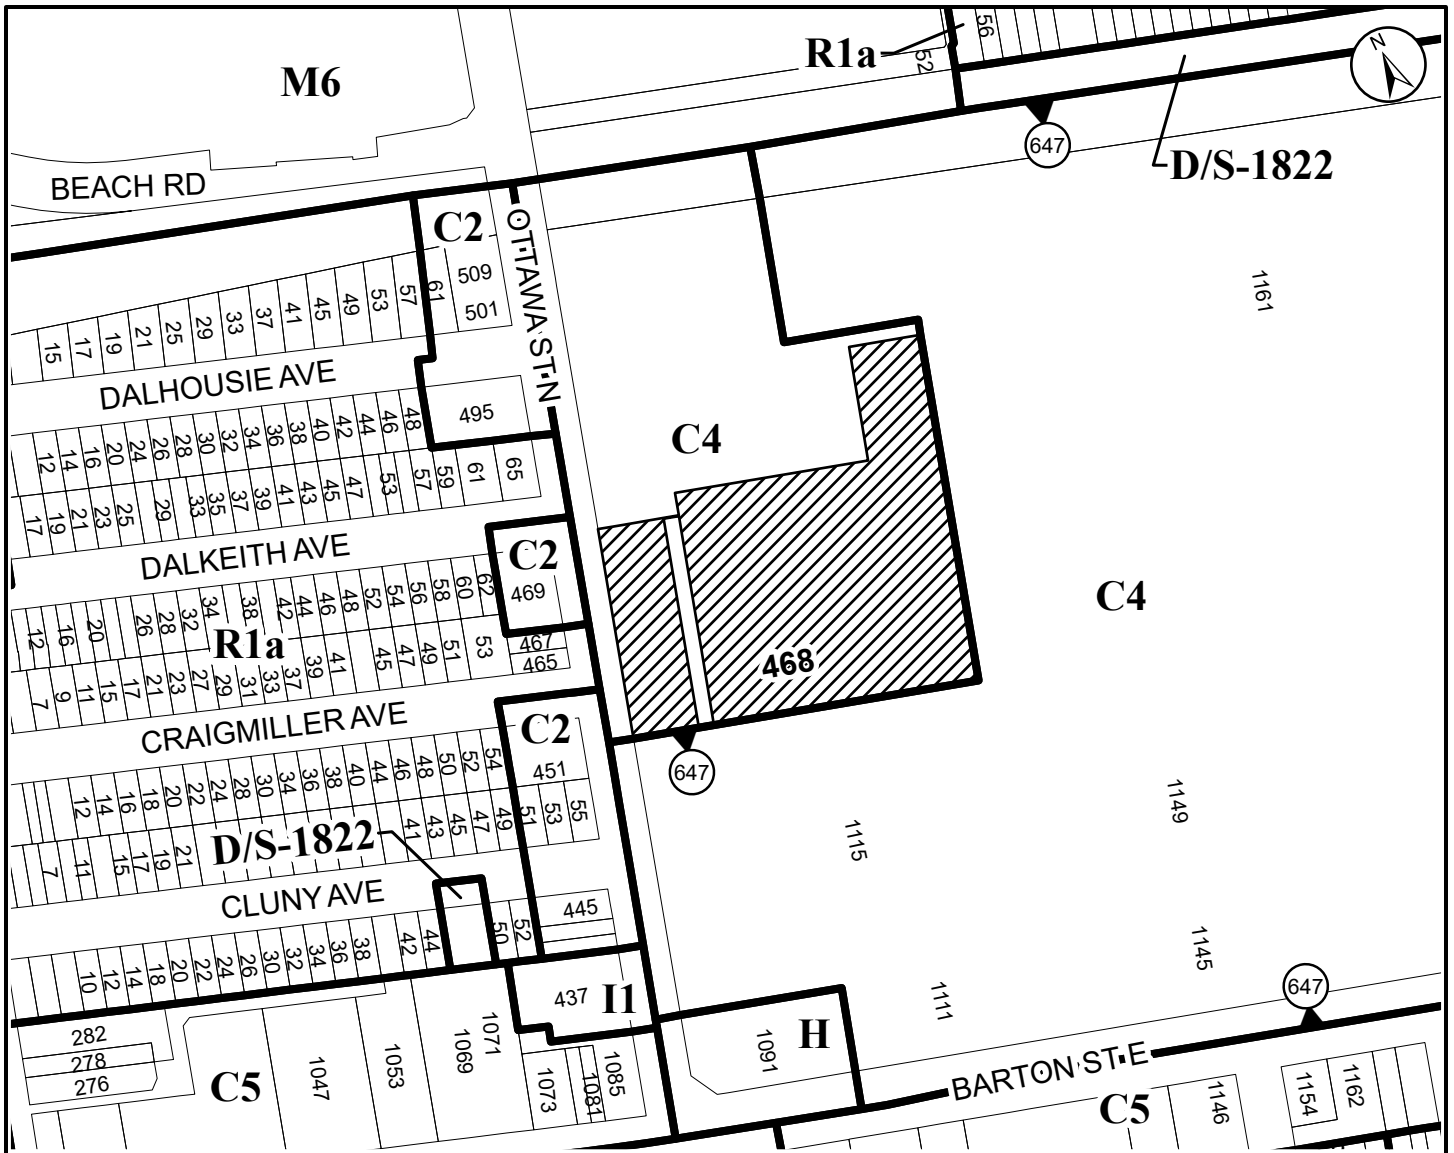 M6
R1a
56
52
N
647
D/S-1822
BEACH RD
C2
509
501
61
OTTAWA ST N
1161
15 17 19 21 25 29 33 37 41 45 49 53 57
DALHOUSIE AVE
495
C4
12 14 16 20 24 26 28 30 32 34 36 38 40 42 44 46 48
17 19 21 23 25 29 33 35 37 39 41 43 45 47 53 57 59 61 65
DALKEITH AVE
C2
469
C4
12 16 20 26 28 32 34 38 42 44 46 48 52 54 56 58 60 62
R1a
467
465
468
7 9 11 15 17 21 23 27 29 31 33 37 39 41 45 47 49 51 53
CRAIGMILLER AVE
C2
451
647
12 14 16 18 20 22 24 28 30 34 36 38 40 44 46 48 50 52 54
1149
1115
D/S-1822
7 11 15 17 19 21 41 43 45 47 49 51 53 55
CLUNY AVE
445
10 12 14 18 20 22 24 26 30 32 34 36 38 42 44 50 52
1145
647
437
I1
1111
282
278
276
C5
1047
1053
1069
1071
1073
1081
1085
1091
H
BARTON ST E
C5
1146
1154
1162